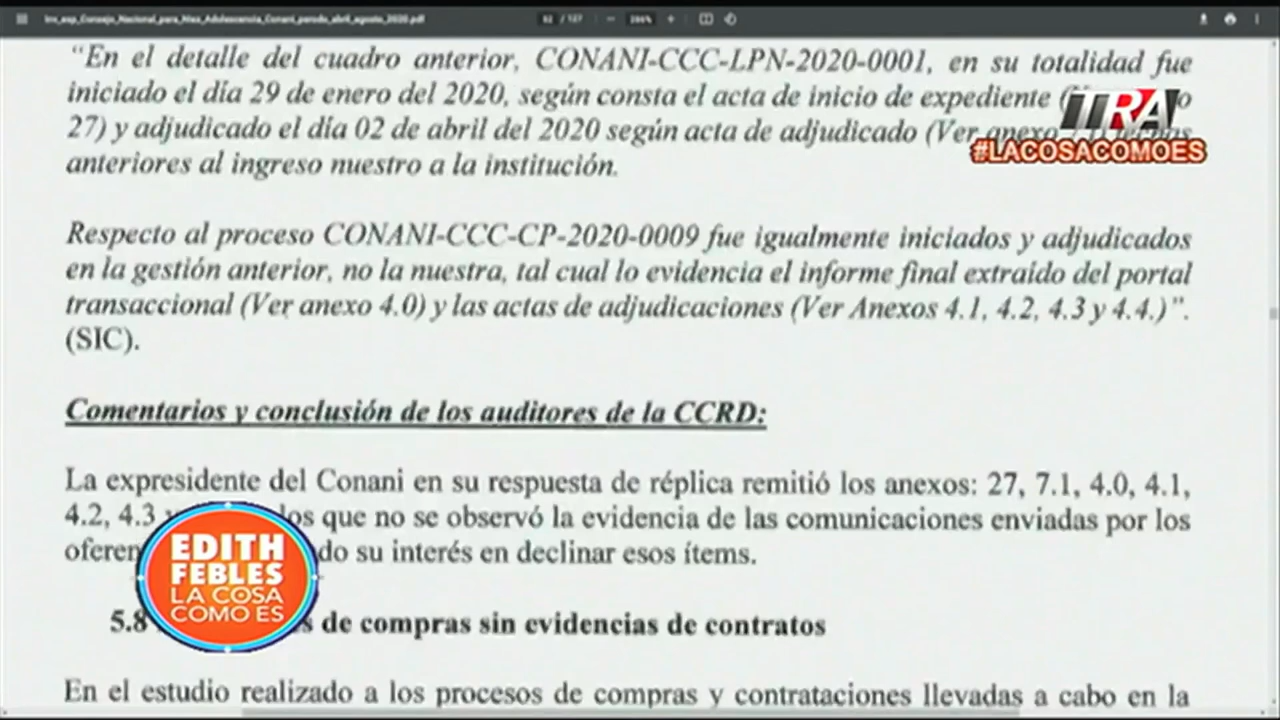 62 / 127
200%
"En el detalle del cuadro anterior, CONANI-CCC-LPN-2020-0001, en su totalidad fue
iniciado el día 29 de enero del 2020, según consta el acta de inicio de expediente
TRA
27) y adjudicado el día 02 de abril del 2020 según acta de adjudicado (Ver anexo
#LACOSACOMOES
anteriores al ingreso nuestro a la institución.
Respecto al proceso CONANI-CCC-CP-2020-0009 fue igualmente iniciados y adjudicados
en la gestión anterior, no la nuestra, tal cual lo evidencia el informe final extraído del portal
transaccional (Ver anexo 4.0) y las actas de adjudicaciones (Ver Anexos 4.1, 4.2, 4.3 y 4.4.)".
(SIC).
Comentarios y conclusión de los auditores de la CCRD:
La expresidente del Conani en su respuesta de réplica remitió los anexos: 27, 7.1, 4.0, 4.1,
4.2, 4.3 que no se observó la evidencia de las comunicaciones enviadas por los
su interés en declinar esos ítems.
EDITH
FEBLES
LA COSA
COMO ES
5.8 de compras sin evidencias de contratos
En el estudio realizado a los procesos de compras y contrataciones llevadas a cabo en la